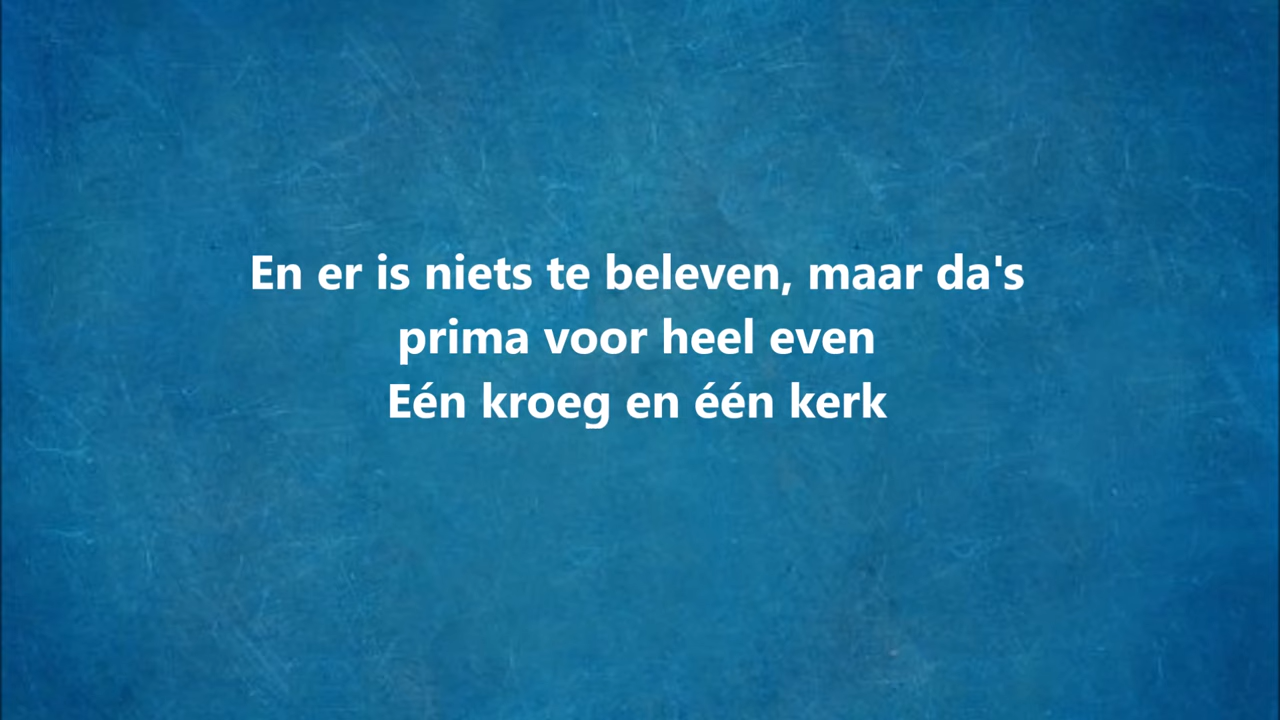 En er is niets te beleven, maar da's
prima voor heel even
Eén kroeg en één kerk